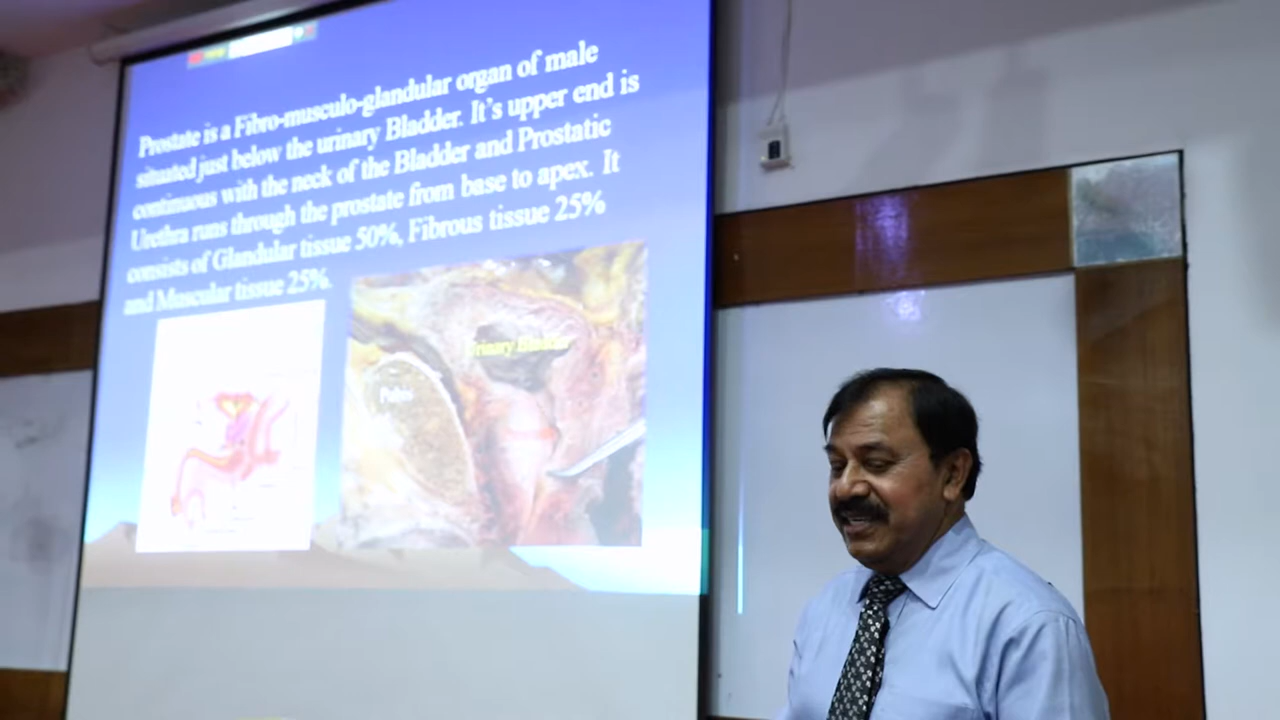 Prostate is a Fibro-musculo-glandular organ of male
situated just below the urinary Bladder. It's upper end is
continuous with the neck of the Bladder and Prostatic
Urethra runs through the prostate from base to apex. It
consists of Glandular tissue 50%, Fibrous tissue 25%
and Muscular tissue 25%.
Urinary Bladder